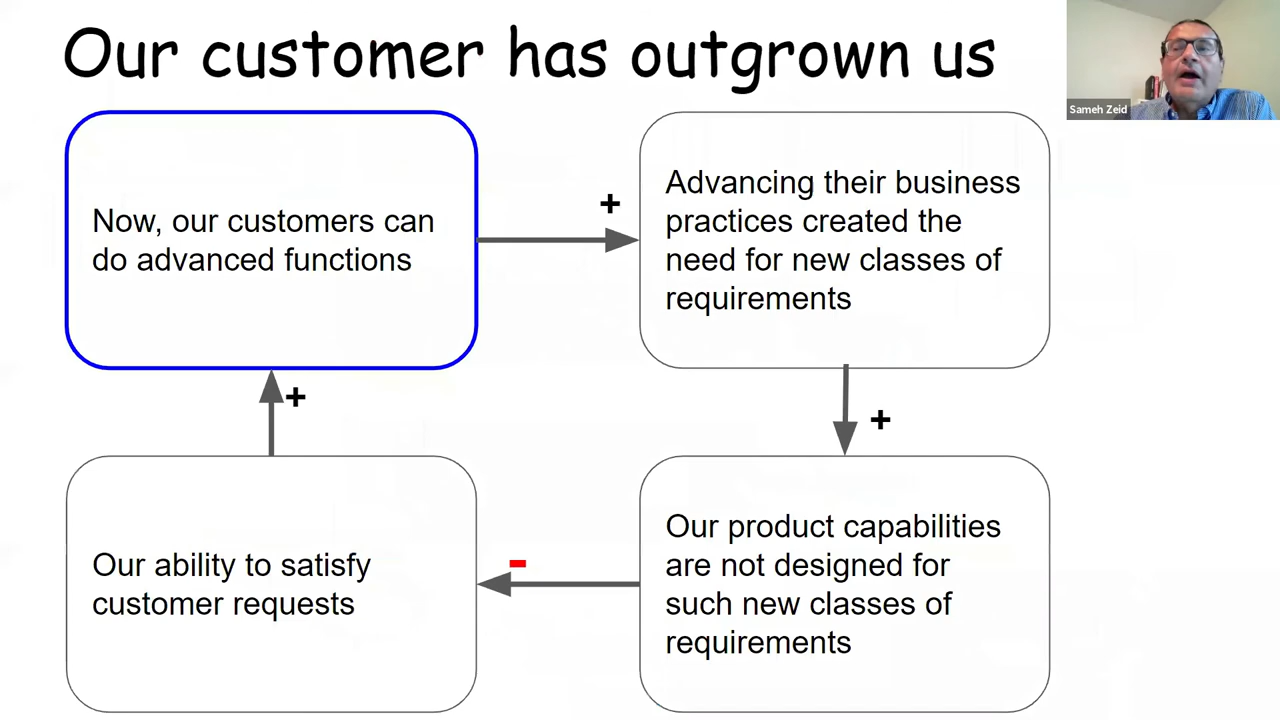 Our customer has outgrown us
Sameh Zeid
Now, our customers can
do advanced functions
+
Advancing their business
practices created the
need for new classes of
requirements
+
+
Our ability to satisfy
customer requests
-
Our product capabilities
are not designed for
such new classes of
requirements